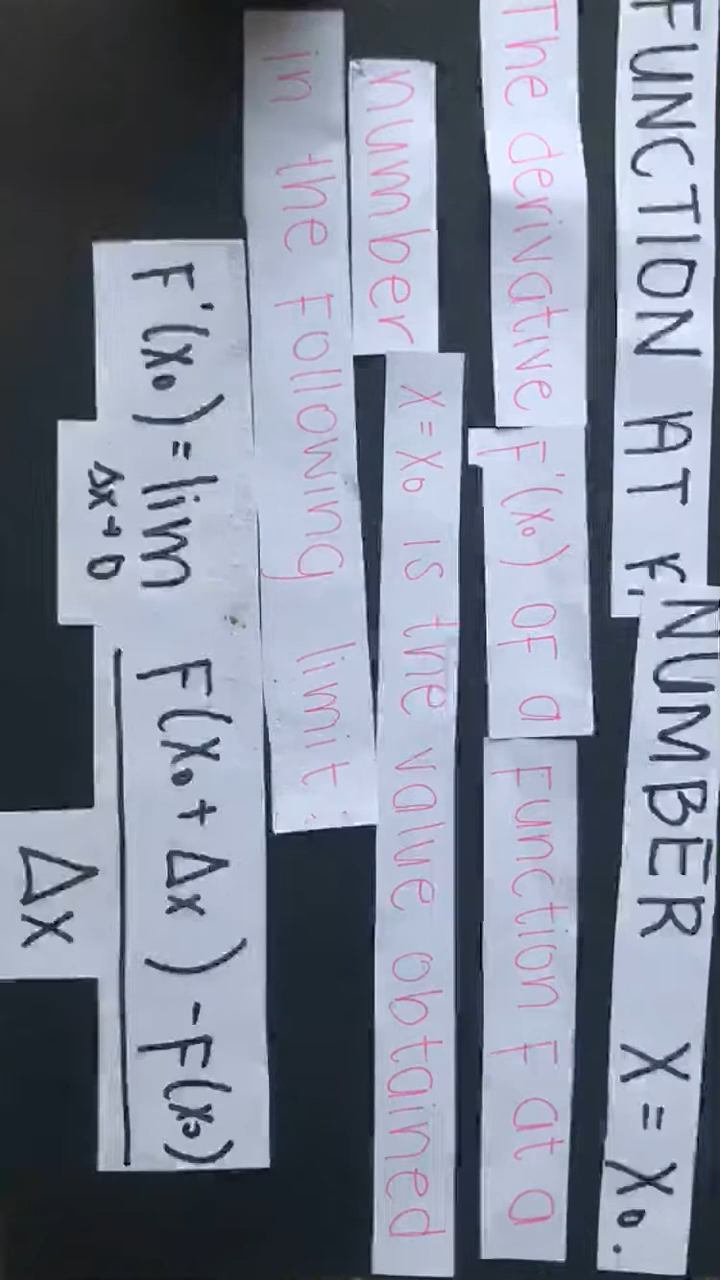 FUNCTION AT NUMBER X = X₀.
The derivative F'(x₀) OF a Function F at a
number x = x₀ is the value obtained
in the Following limit:
F'(x₀) = lim F(x₀ + Δx) - F(x₀)
Δx→0
Δx